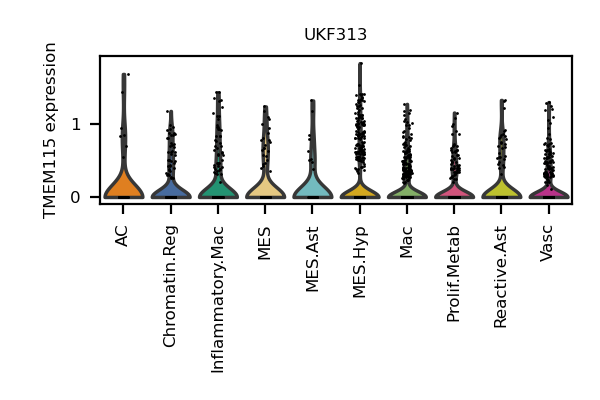 UKF313
TMEM115 expression
1
0
AC
Chromatin.Reg
Inflammatory.Mac
MES
MES.Ast
MES.Hyp
Mac
Prolif.Metab
Reactive.Ast
Vasc